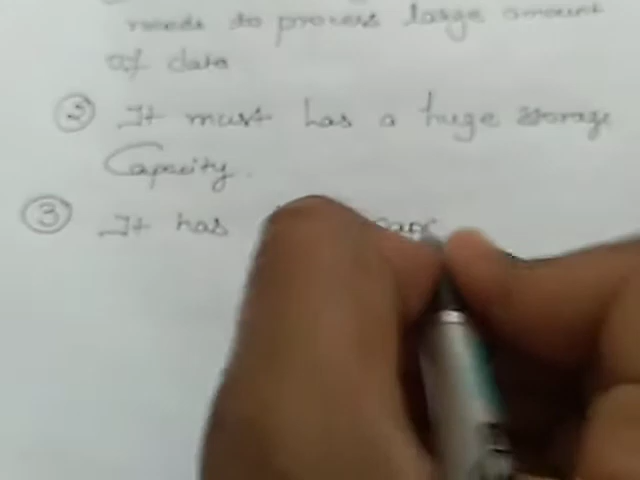 needs to process large amount
of data
② It must has a huge storage
Capacity.
③ It has